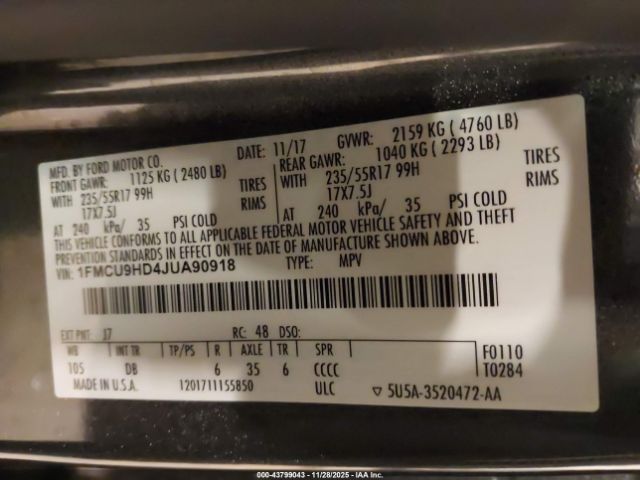 MFD. BY FORD MOTOR CO. DATE: 11/17 GVWR: 2159 KG ( 4760 LB)
FRONT GAWR: 1125 KG ( 2480 LB) REAR GAWR: 1040 KG ( 2293 LB)
WITH 235/55R17 99H TIRES WITH 235/55R17 99H TIRES
17X7.5J RIMS 17X7.5J RIMS
AT 240 kPa/ 35 PSI COLD AT 240 kPa/ 35 PSI COLD
THIS VEHICLE CONFORMS TO ALL APPLICABLE FEDERAL MOTOR VEHICLE SAFETY AND THEFT
PREVENTION STANDARDS IN EFFECT ON THE DATE OF MANUFACTURE SHOWN ABOVE.
VIN: 1FMCU9HD4JUA90918 TYPE: MPV
EXT PNT: J7 RC: 48 DSO:
WB INT TR TP/PS R AXLE TR SPR F0110
105 DB 6 35 6 CCCC T0284
MADE IN U.S.A. 1201711155850 ULC ▽ 5U5A-3520472-AA
000-43799043 - 11/28/2025 - IAA Inc.